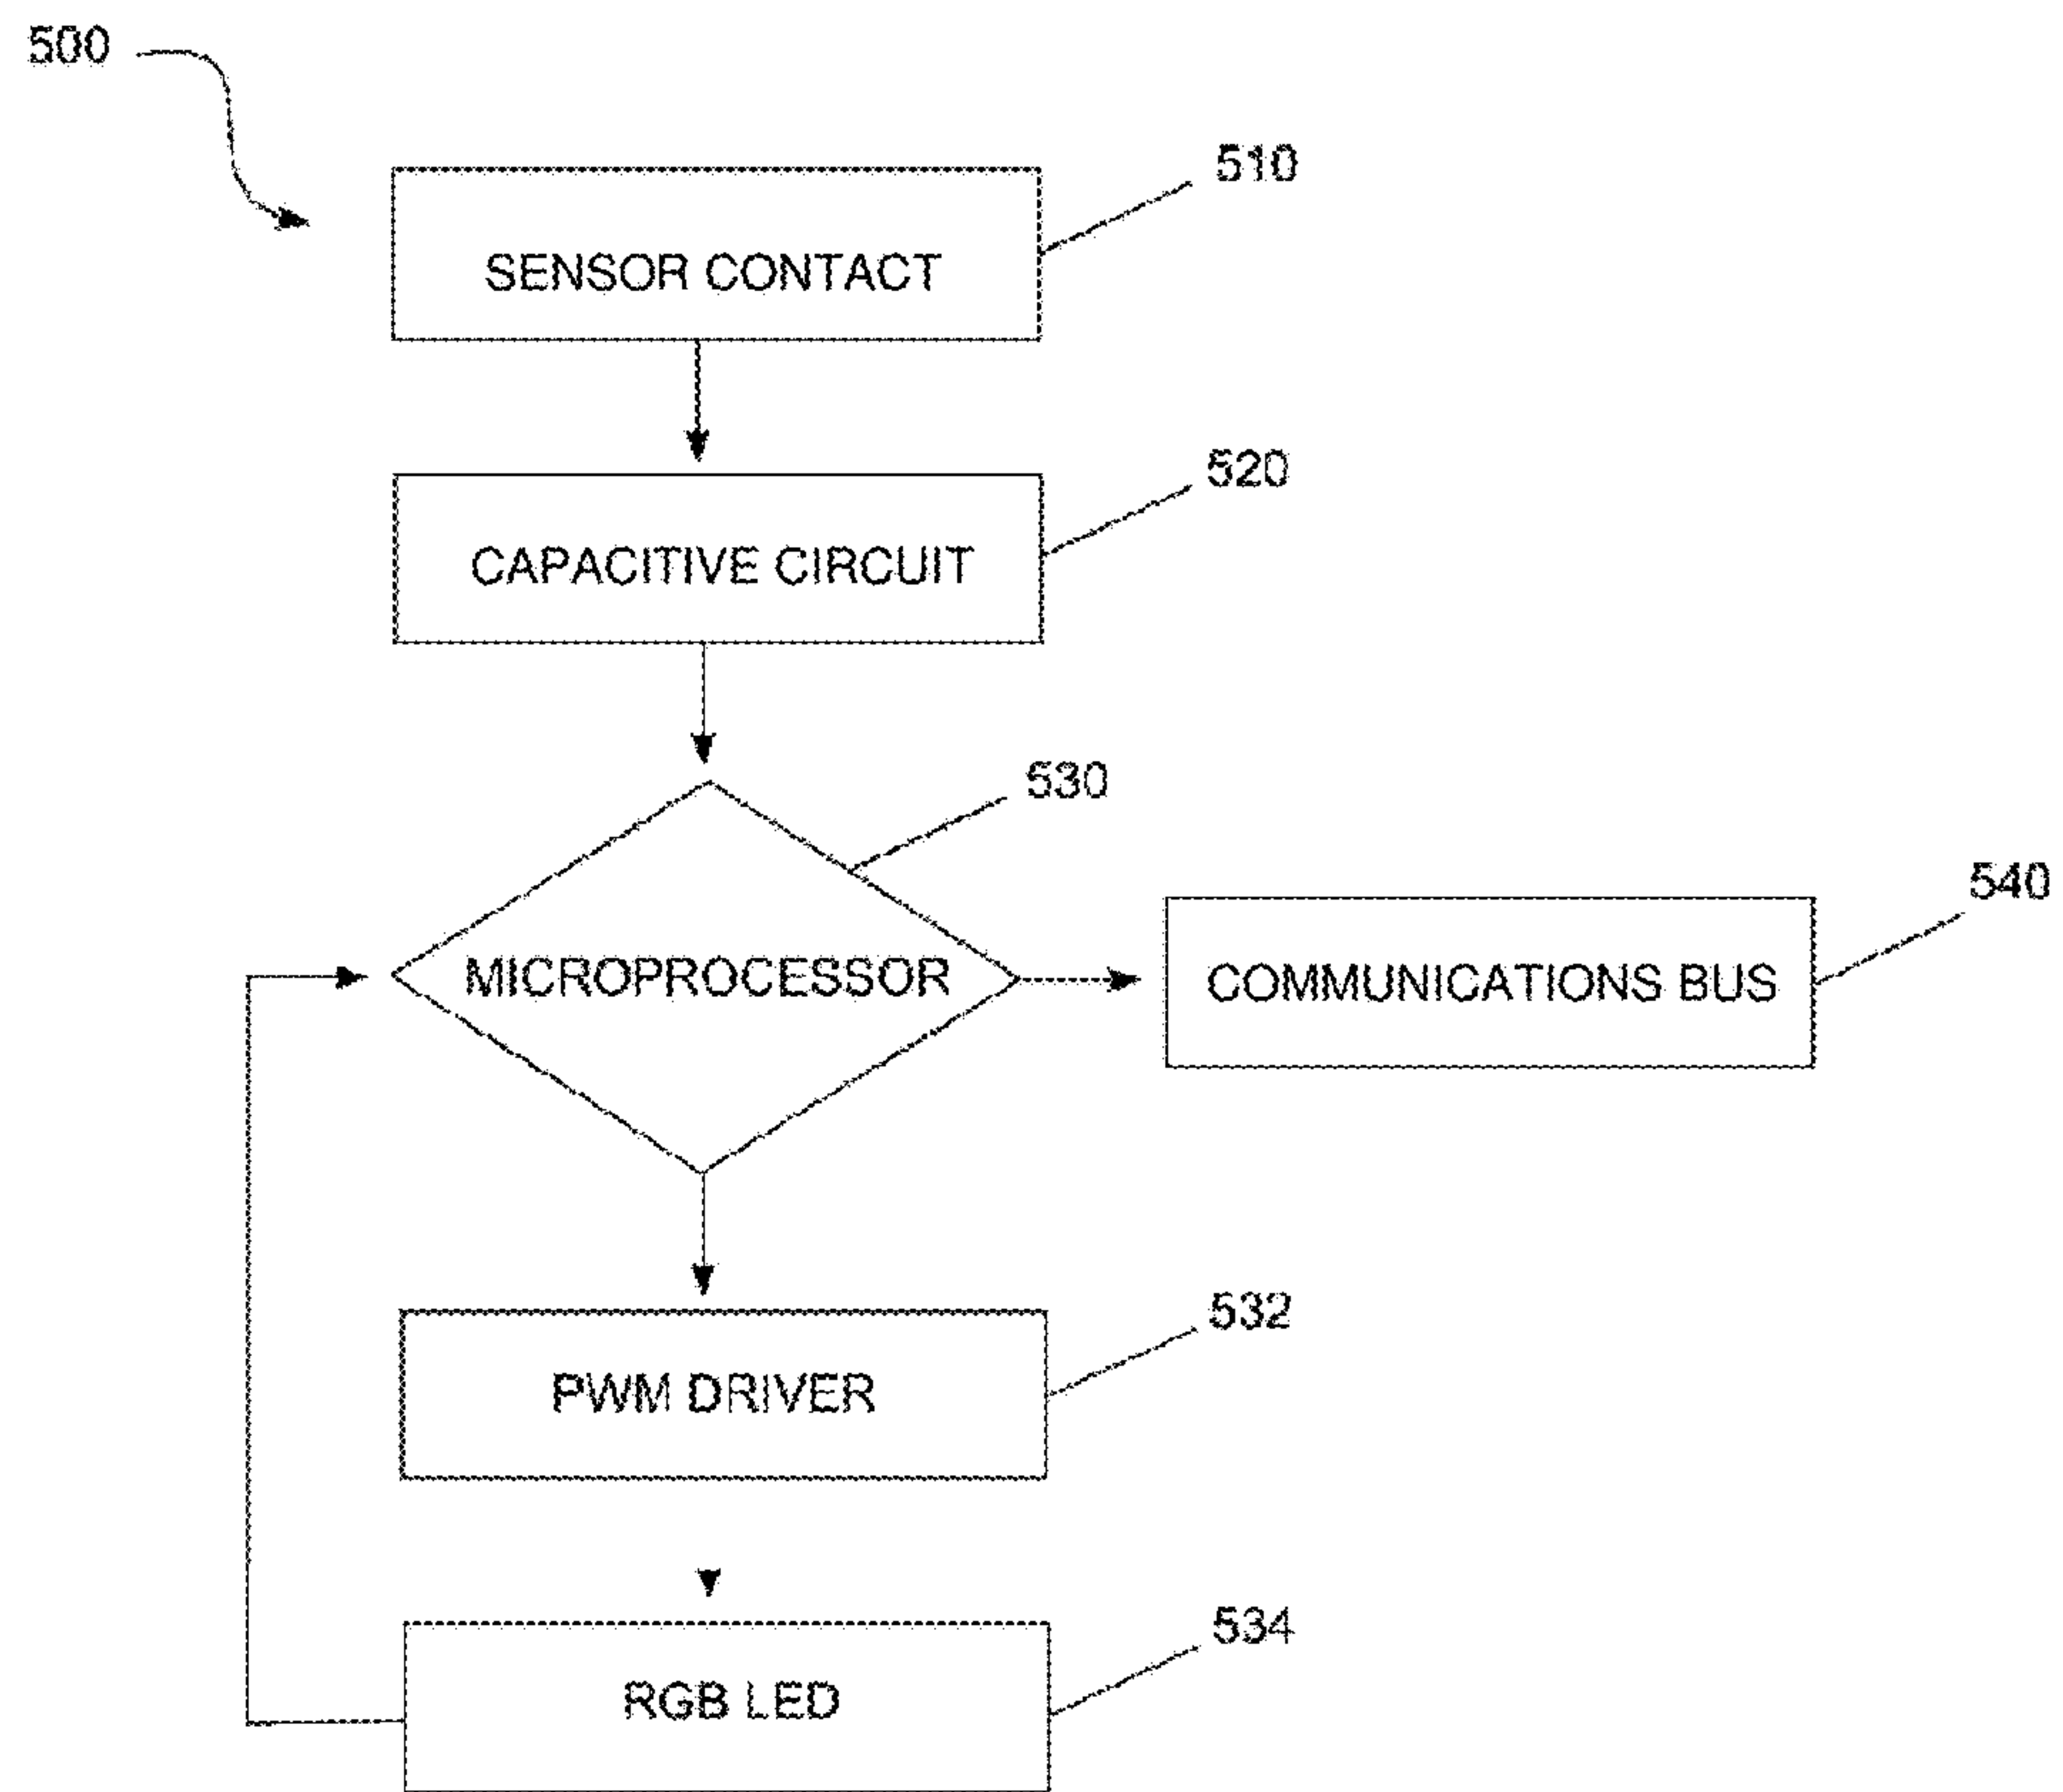 500
510
SENSOR CONTACT
520
CAPACITIVE CIRCUIT
530
540
MICROPROCESSOR
COMMUNICATIONS BUS
532
PWM DRIVER
534
RGB LED